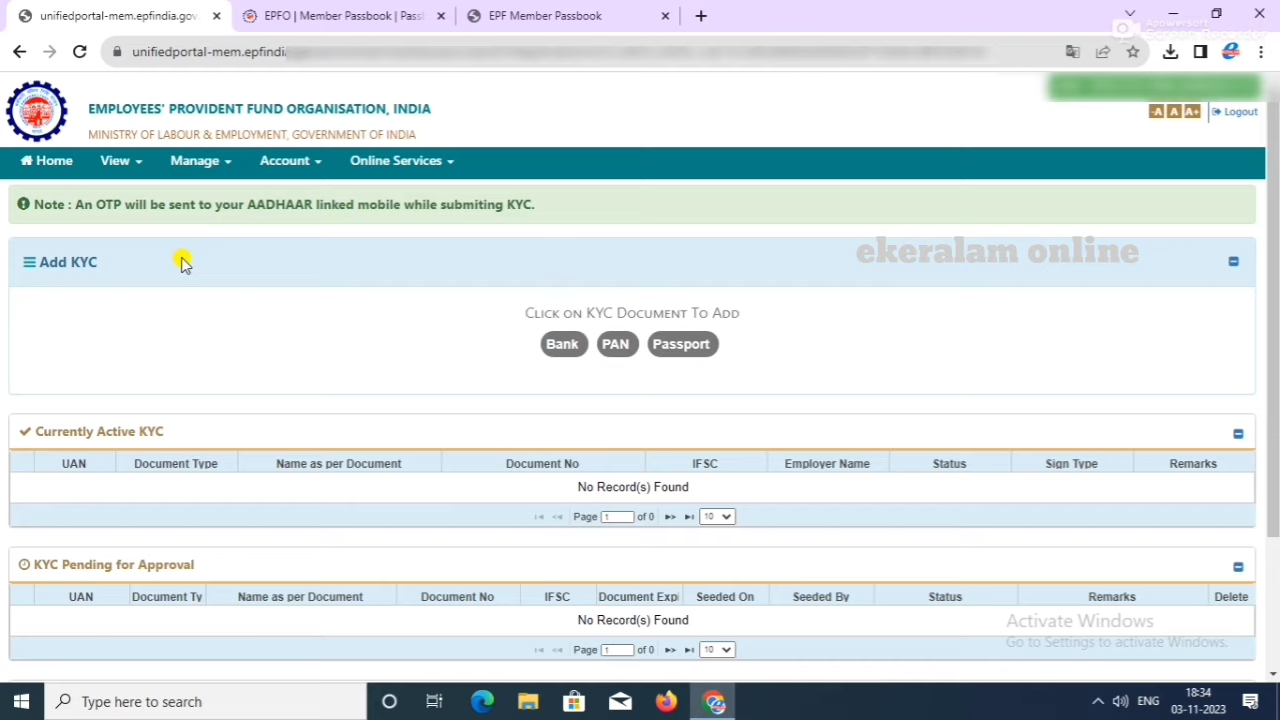 unifiedportal-mem.epfindia.gov.
EPFO | Member Passbook | Pass
EPF Member Passbook
Apowersoft
Screen Recorder
unifiedportal-mem.epfindia
EMPLOYEES' PROVIDENT FUND ORGANISATION, INDIA
MINISTRY OF LABOUR & EMPLOYMENT, GOVERNMENT OF INDIA
-A A A+ Logout
Home View Manage Account Online Services
Note : An OTP will be sent to your AADHAAR linked mobile while submiting KYC.
Add KYC
ekeralam online
CLICK ON KYC DOCUMENT TO ADD
Bank PAN Passport
Currently Active KYC
UAN Document Type Name as per Document Document No IFSC Employer Name Status Sign Type Remarks
No Record(s) Found
Page 1 of 0 10
KYC Pending for Approval
UAN Document Ty Name as per Document Document No IFSC Document Expi Seeded On Seeded By Status Remarks Delete
No Record(s) Found
Activate Windows
Go to Settings to activate Windows.
Page 1 of 0 10
Type here to search
ENG
18:34
03-11-2023